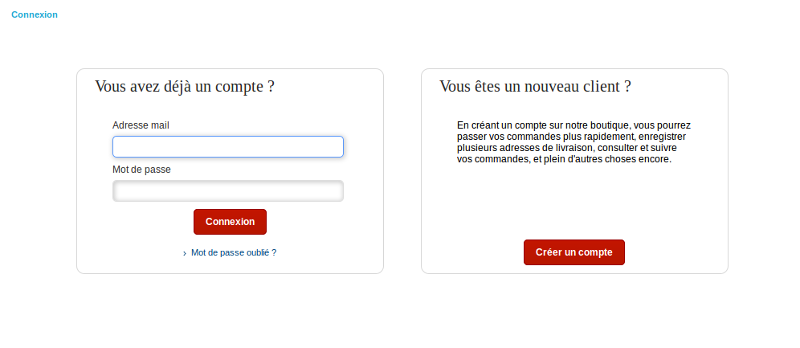 Connexion
Vous avez déjà un compte ?
Adresse mail
Mot de passe
Connexion
› Mot de passe oublié ?
Vous êtes un nouveau client ?
En créant un compte sur notre boutique, vous pourrez
passer vos commandes plus rapidement, enregistrer
plusieurs adresses de livraison, consulter et suivre
vos commandes, et plein d'autres choses encore.
Créer un compte